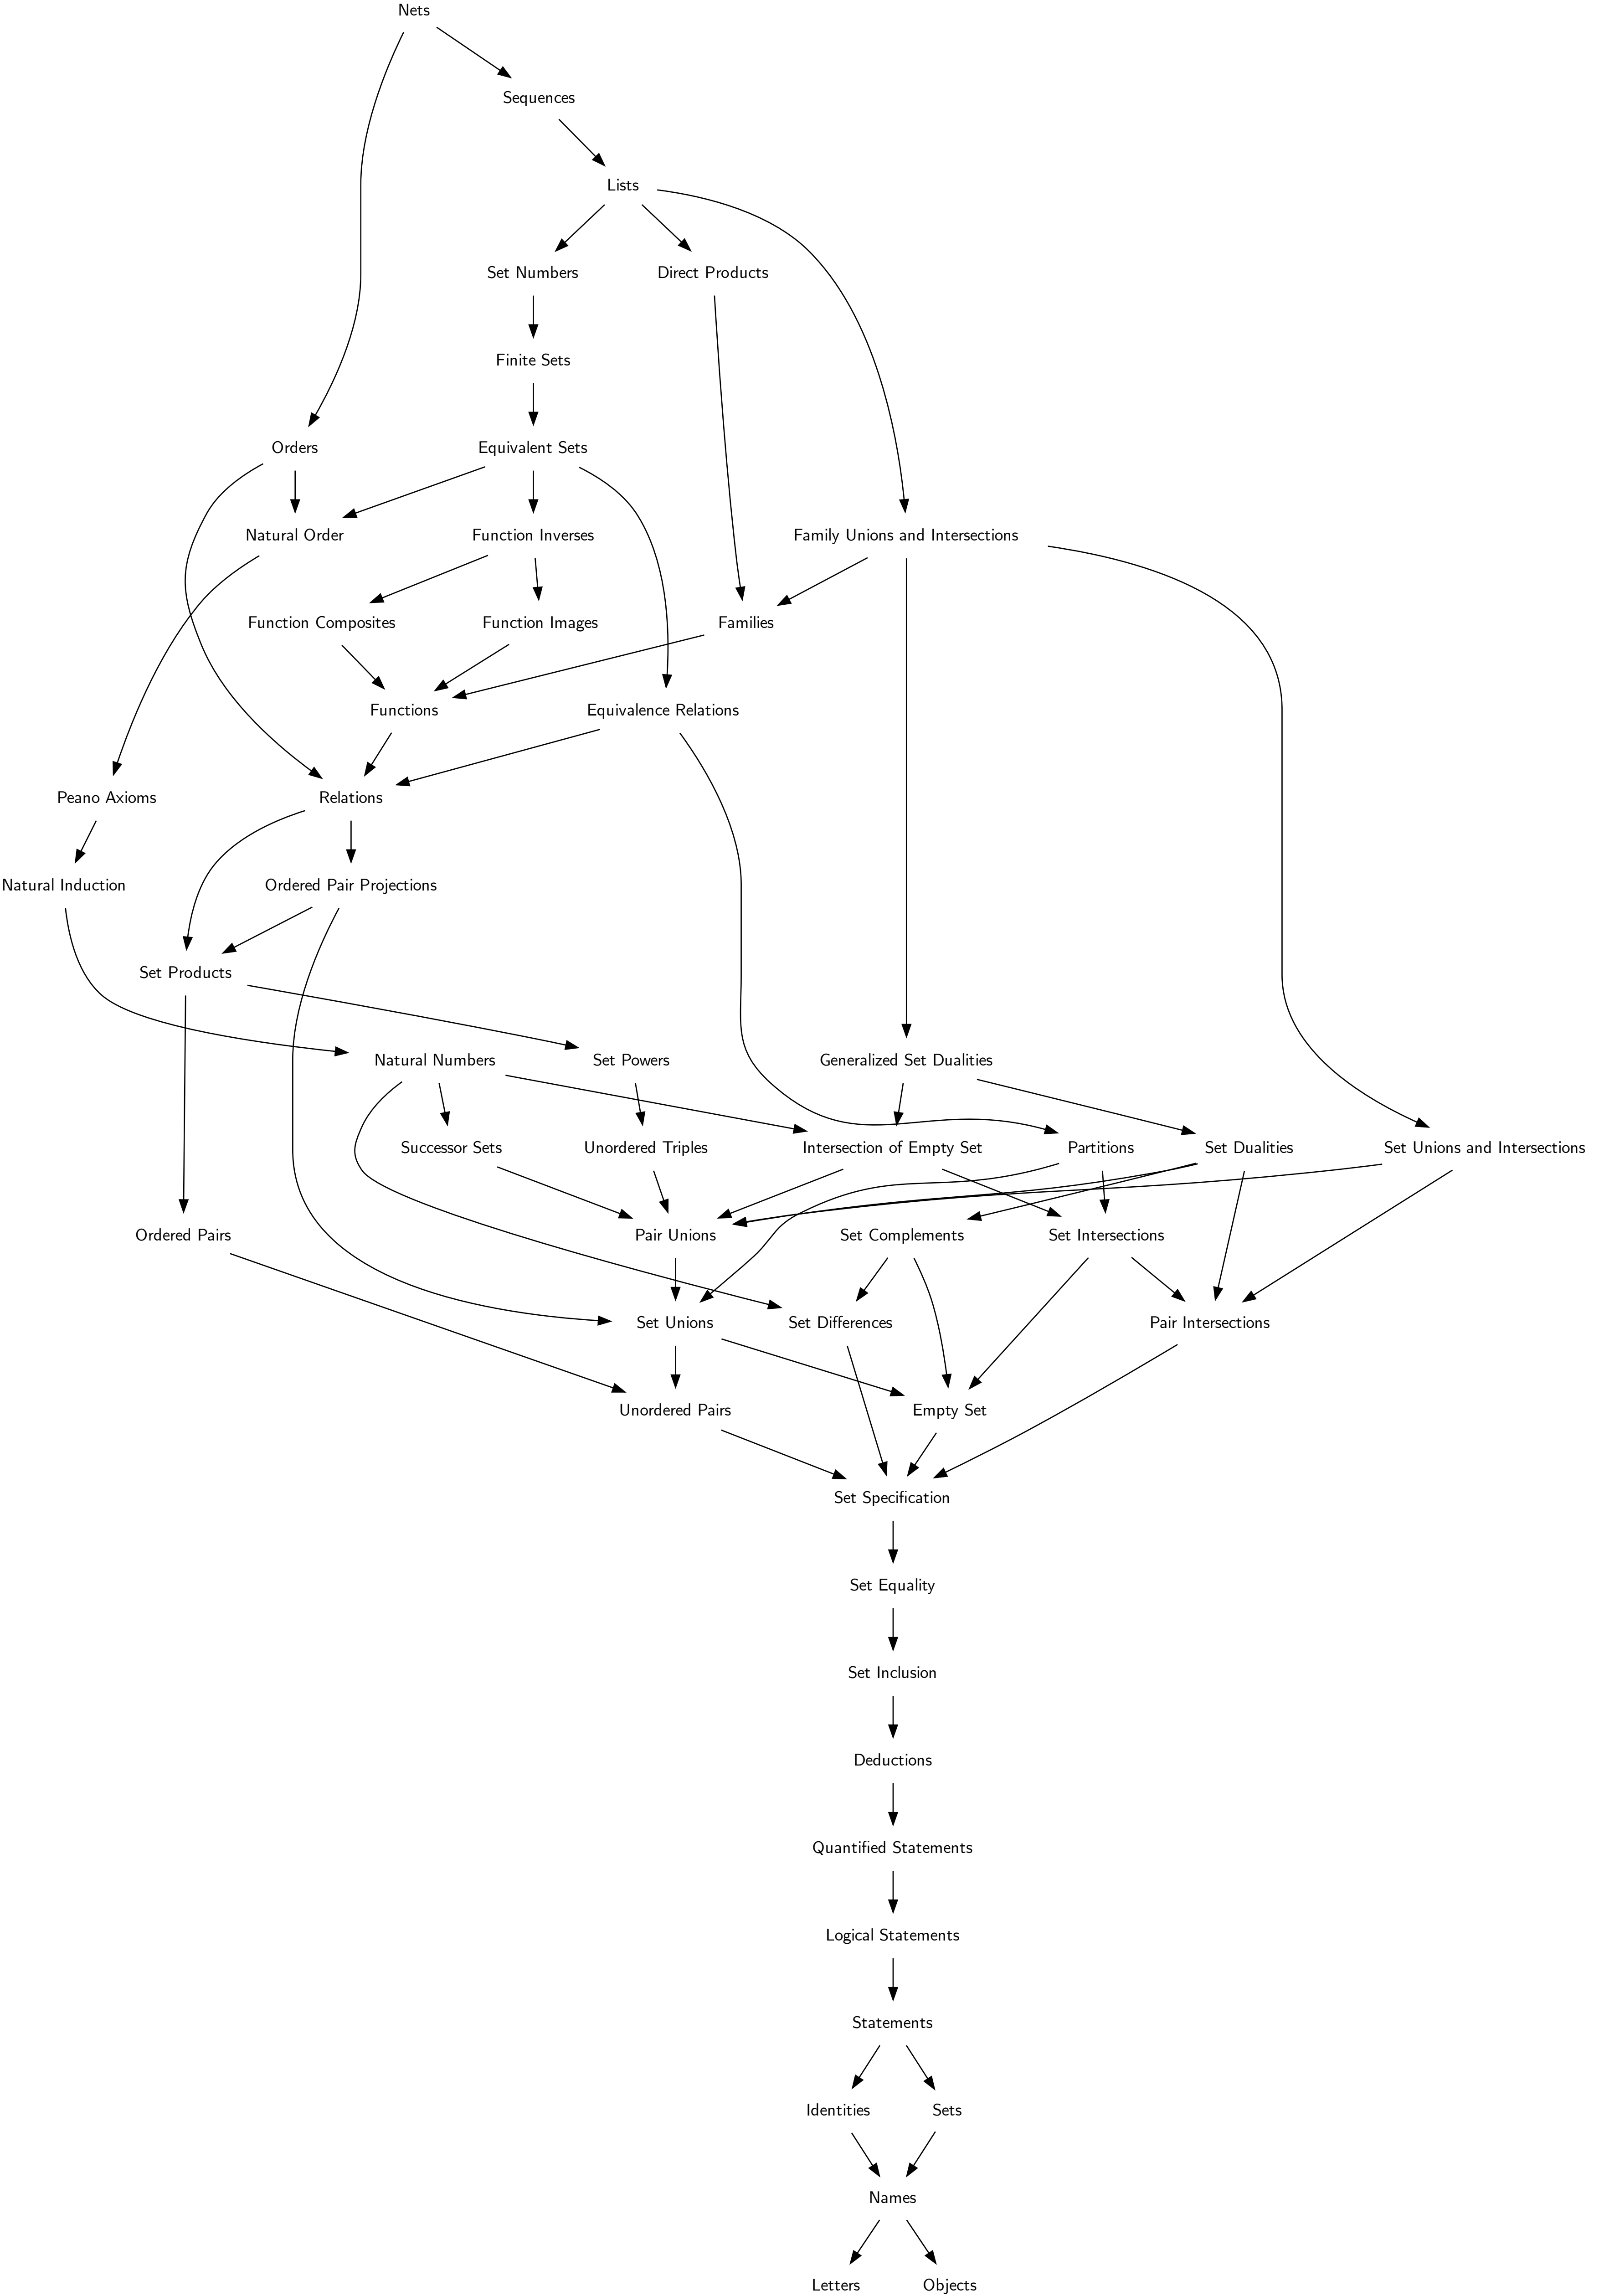 Nets
Sequences
Lists
Set Numbers
Direct Products
Finite Sets
Orders
Equivalent Sets
Natural Order
Function Inverses
Family Unions and Intersections
Function Composites
Function Images
Families
Functions
Equivalence Relations
Peano Axioms
Relations
Natural Induction
Ordered Pair Projections
Set Products
Natural Numbers
Set Powers
Generalized Set Dualities
Successor Sets
Unordered Triples
Intersection of Empty Set
Partitions
Set Dualities
Set Unions and Intersections
Ordered Pairs
Pair Unions
Set Complements
Set Intersections
Set Unions
Set Differences
Pair Intersections
Unordered Pairs
Empty Set
Set Specification
Set Equality
Set Inclusion
Deductions
Quantified Statements
Logical Statements
Statements
Identities
Sets
Names
Letters
Objects